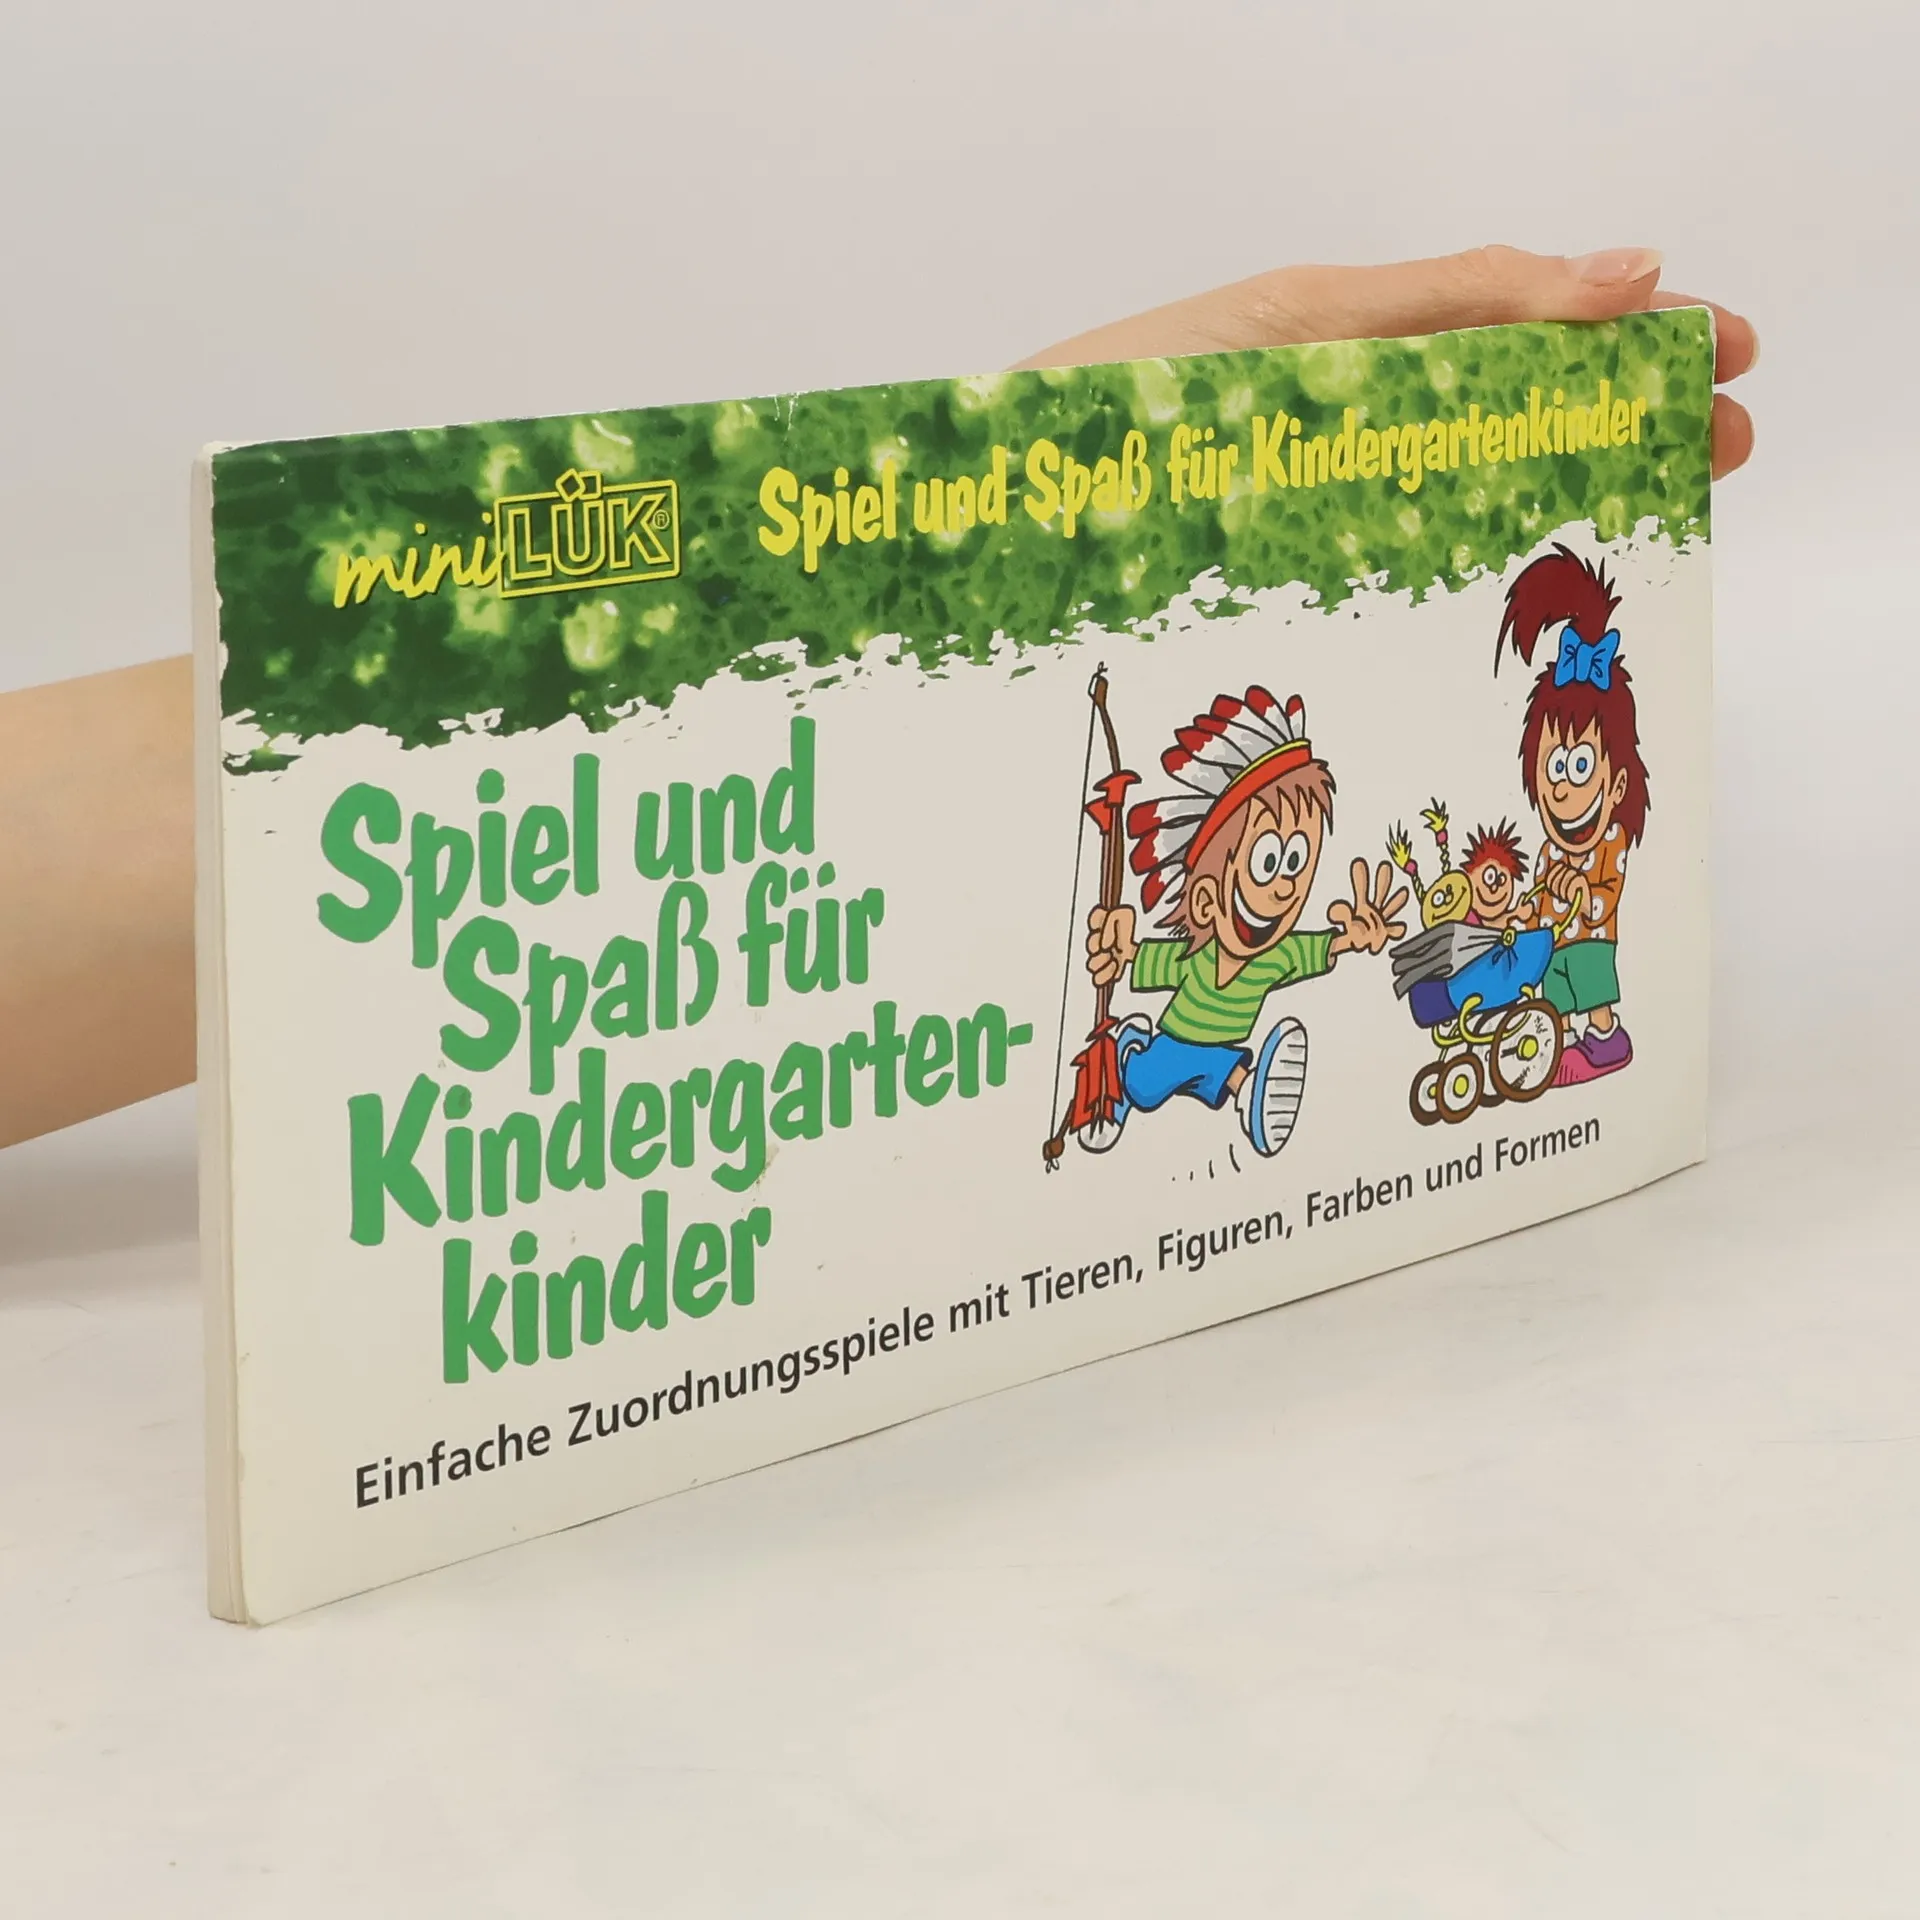 mini LÜK®
Spiel und Spaß für Kindergartenkinder
Spiel und
Spaß für
Kindergarten-
kinder
Einfache Zuordnungsspiele mit Tieren, Figuren, Farben und Formen